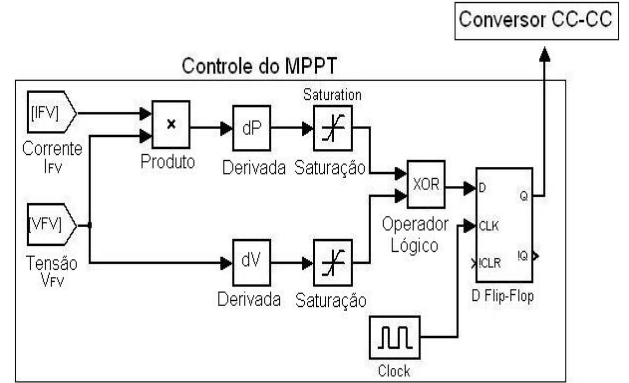 Conversor CC-CC
Controle do MPPT
[IFV]
Corrente
IFV
×
Produto
dP
Derivada
Saturation
Saturação
[VFV]
Tensão
VFV
dV
Derivada
Saturação
XOR
Operador
Lógico
D
Q
CLK
!CLR
!Q
D Flip-Flop
Clock